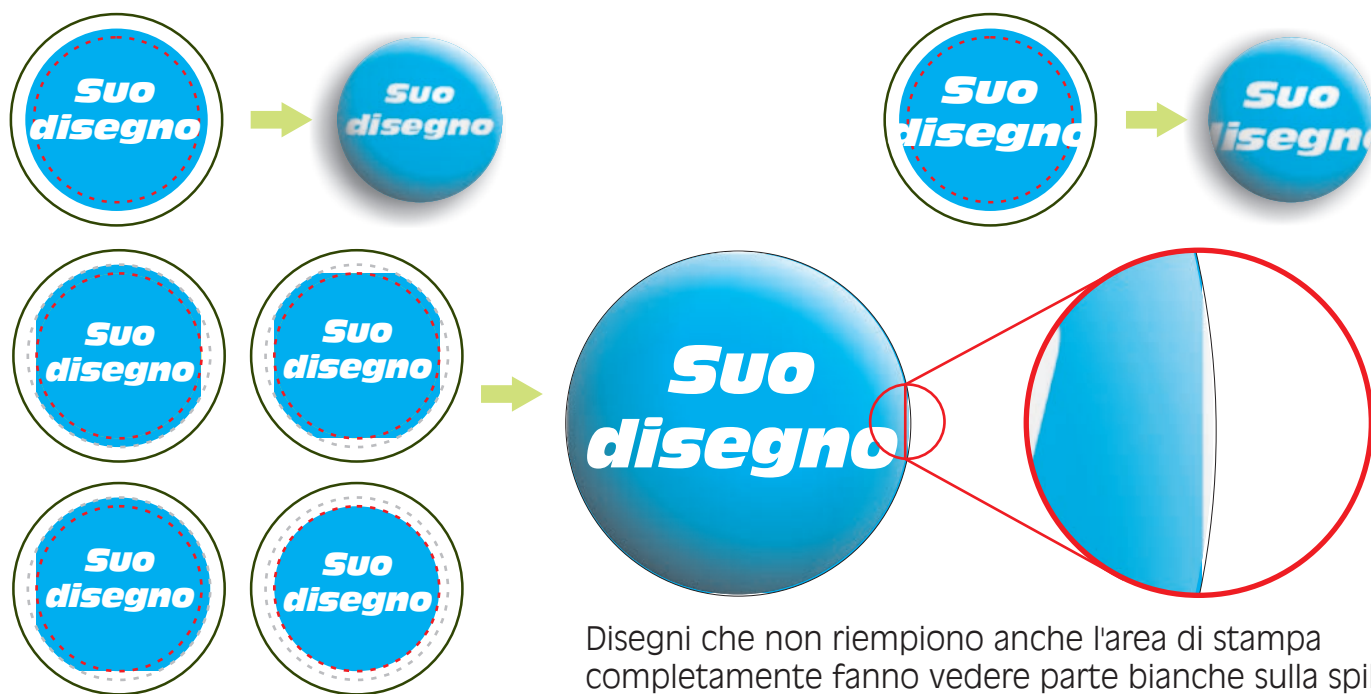 Suo
disegno
Suo
disegno
Suo
disegno
Suo
disegno
Suo
disegno
Suo
disegno
Suo
disegno
Suo
disegno
Suo
disegno
Disegni che non riempiono anche l'area di stampa
completamente fanno vedere parte bianche sulla spil